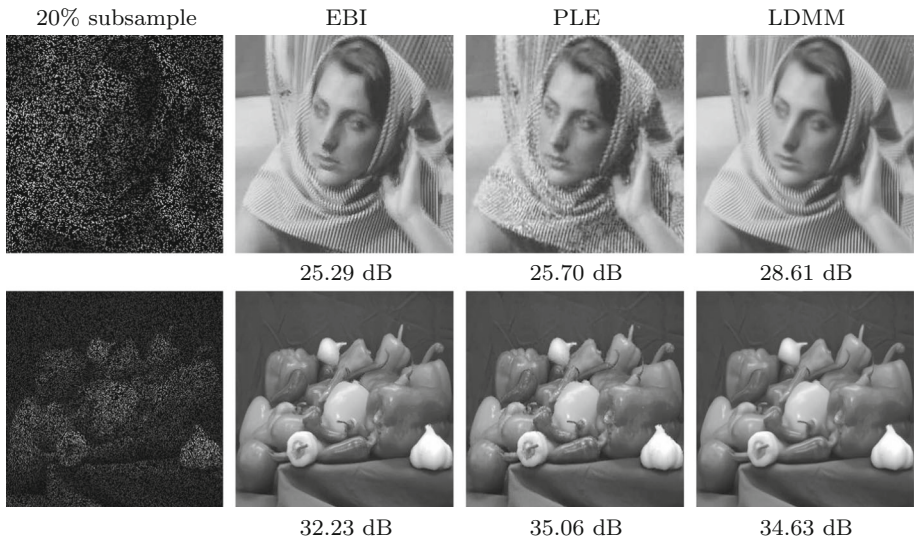 20% subsample EBI PLE LDMM
25.29 dB 25.70 dB 28.61 dB
32.23 dB 35.06 dB 34.63 dB